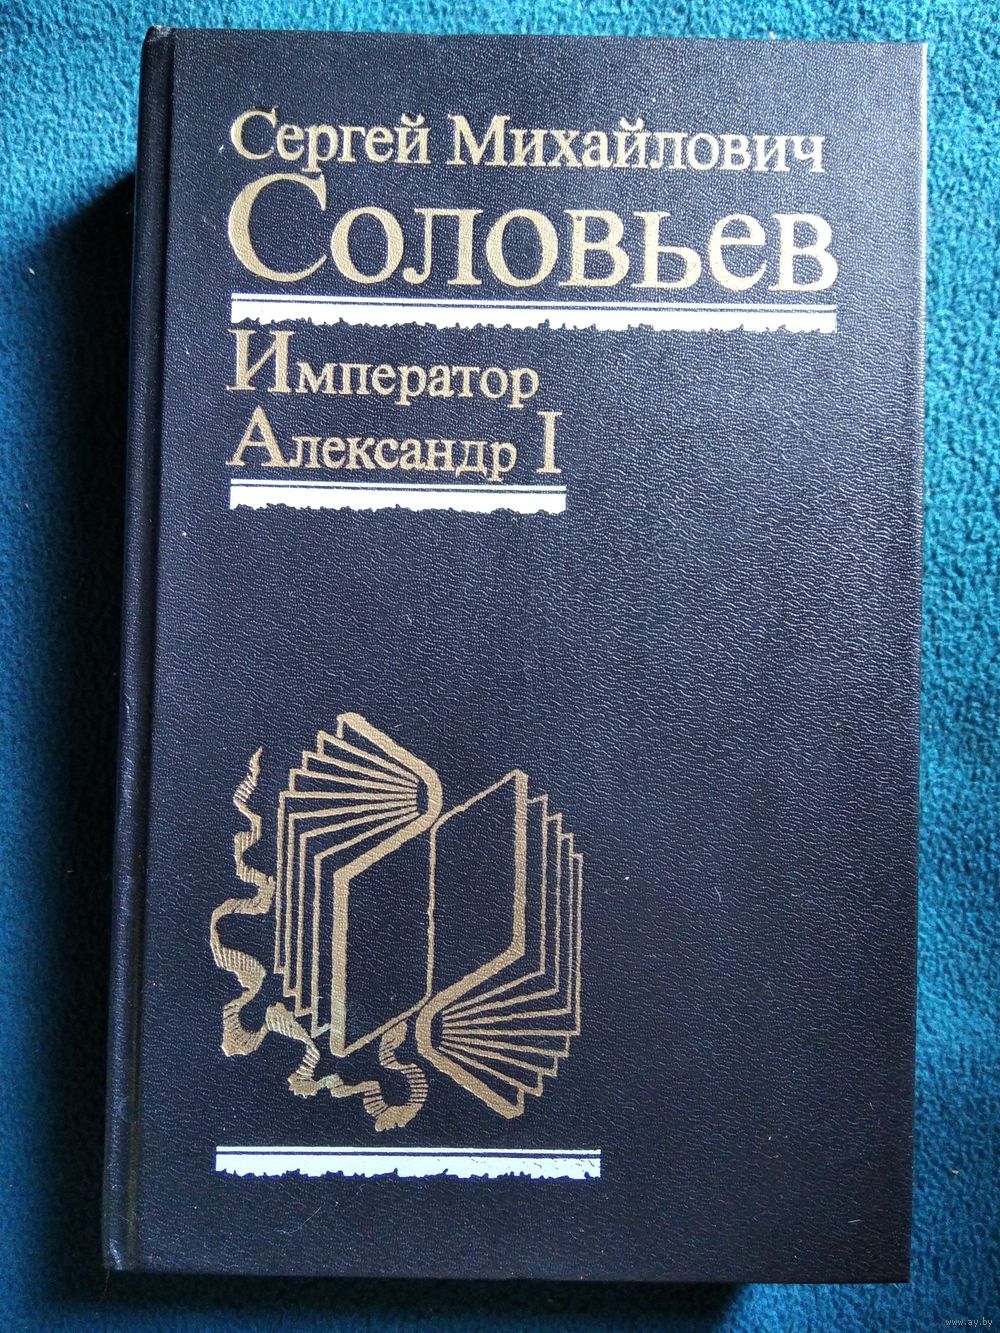 Сергей Михайлович
Соловьев
Император
Александр I
www.ay.by